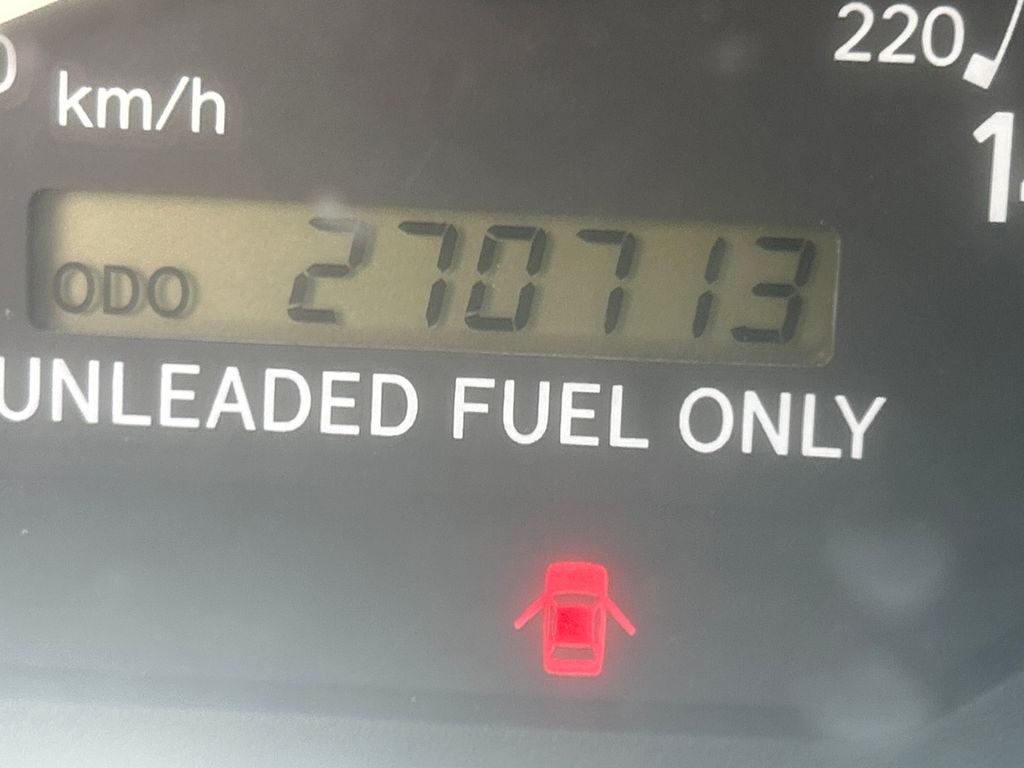 220
km/h
ODO 270713
UNLEADED FUEL ONLY